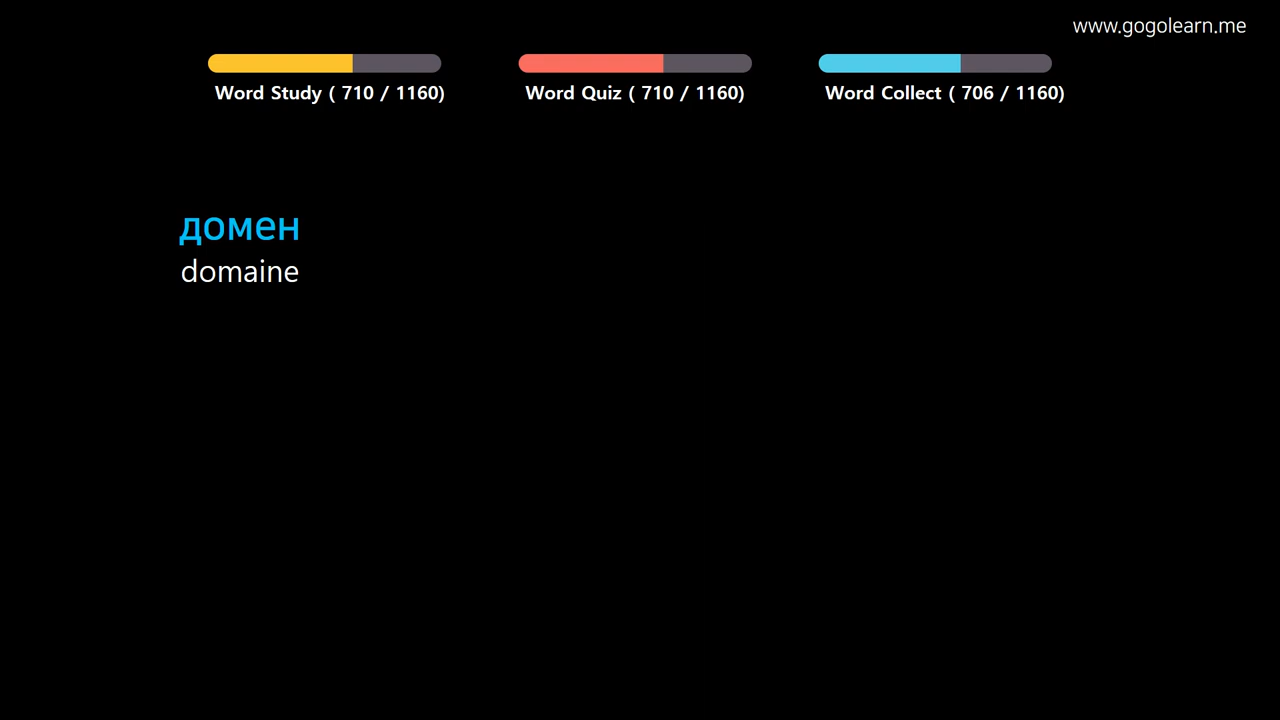 www.gogolearn.me
Word Study ( 710 / 1160)
Word Quiz ( 710 / 1160)
Word Collect ( 706 / 1160)
домен
domaine